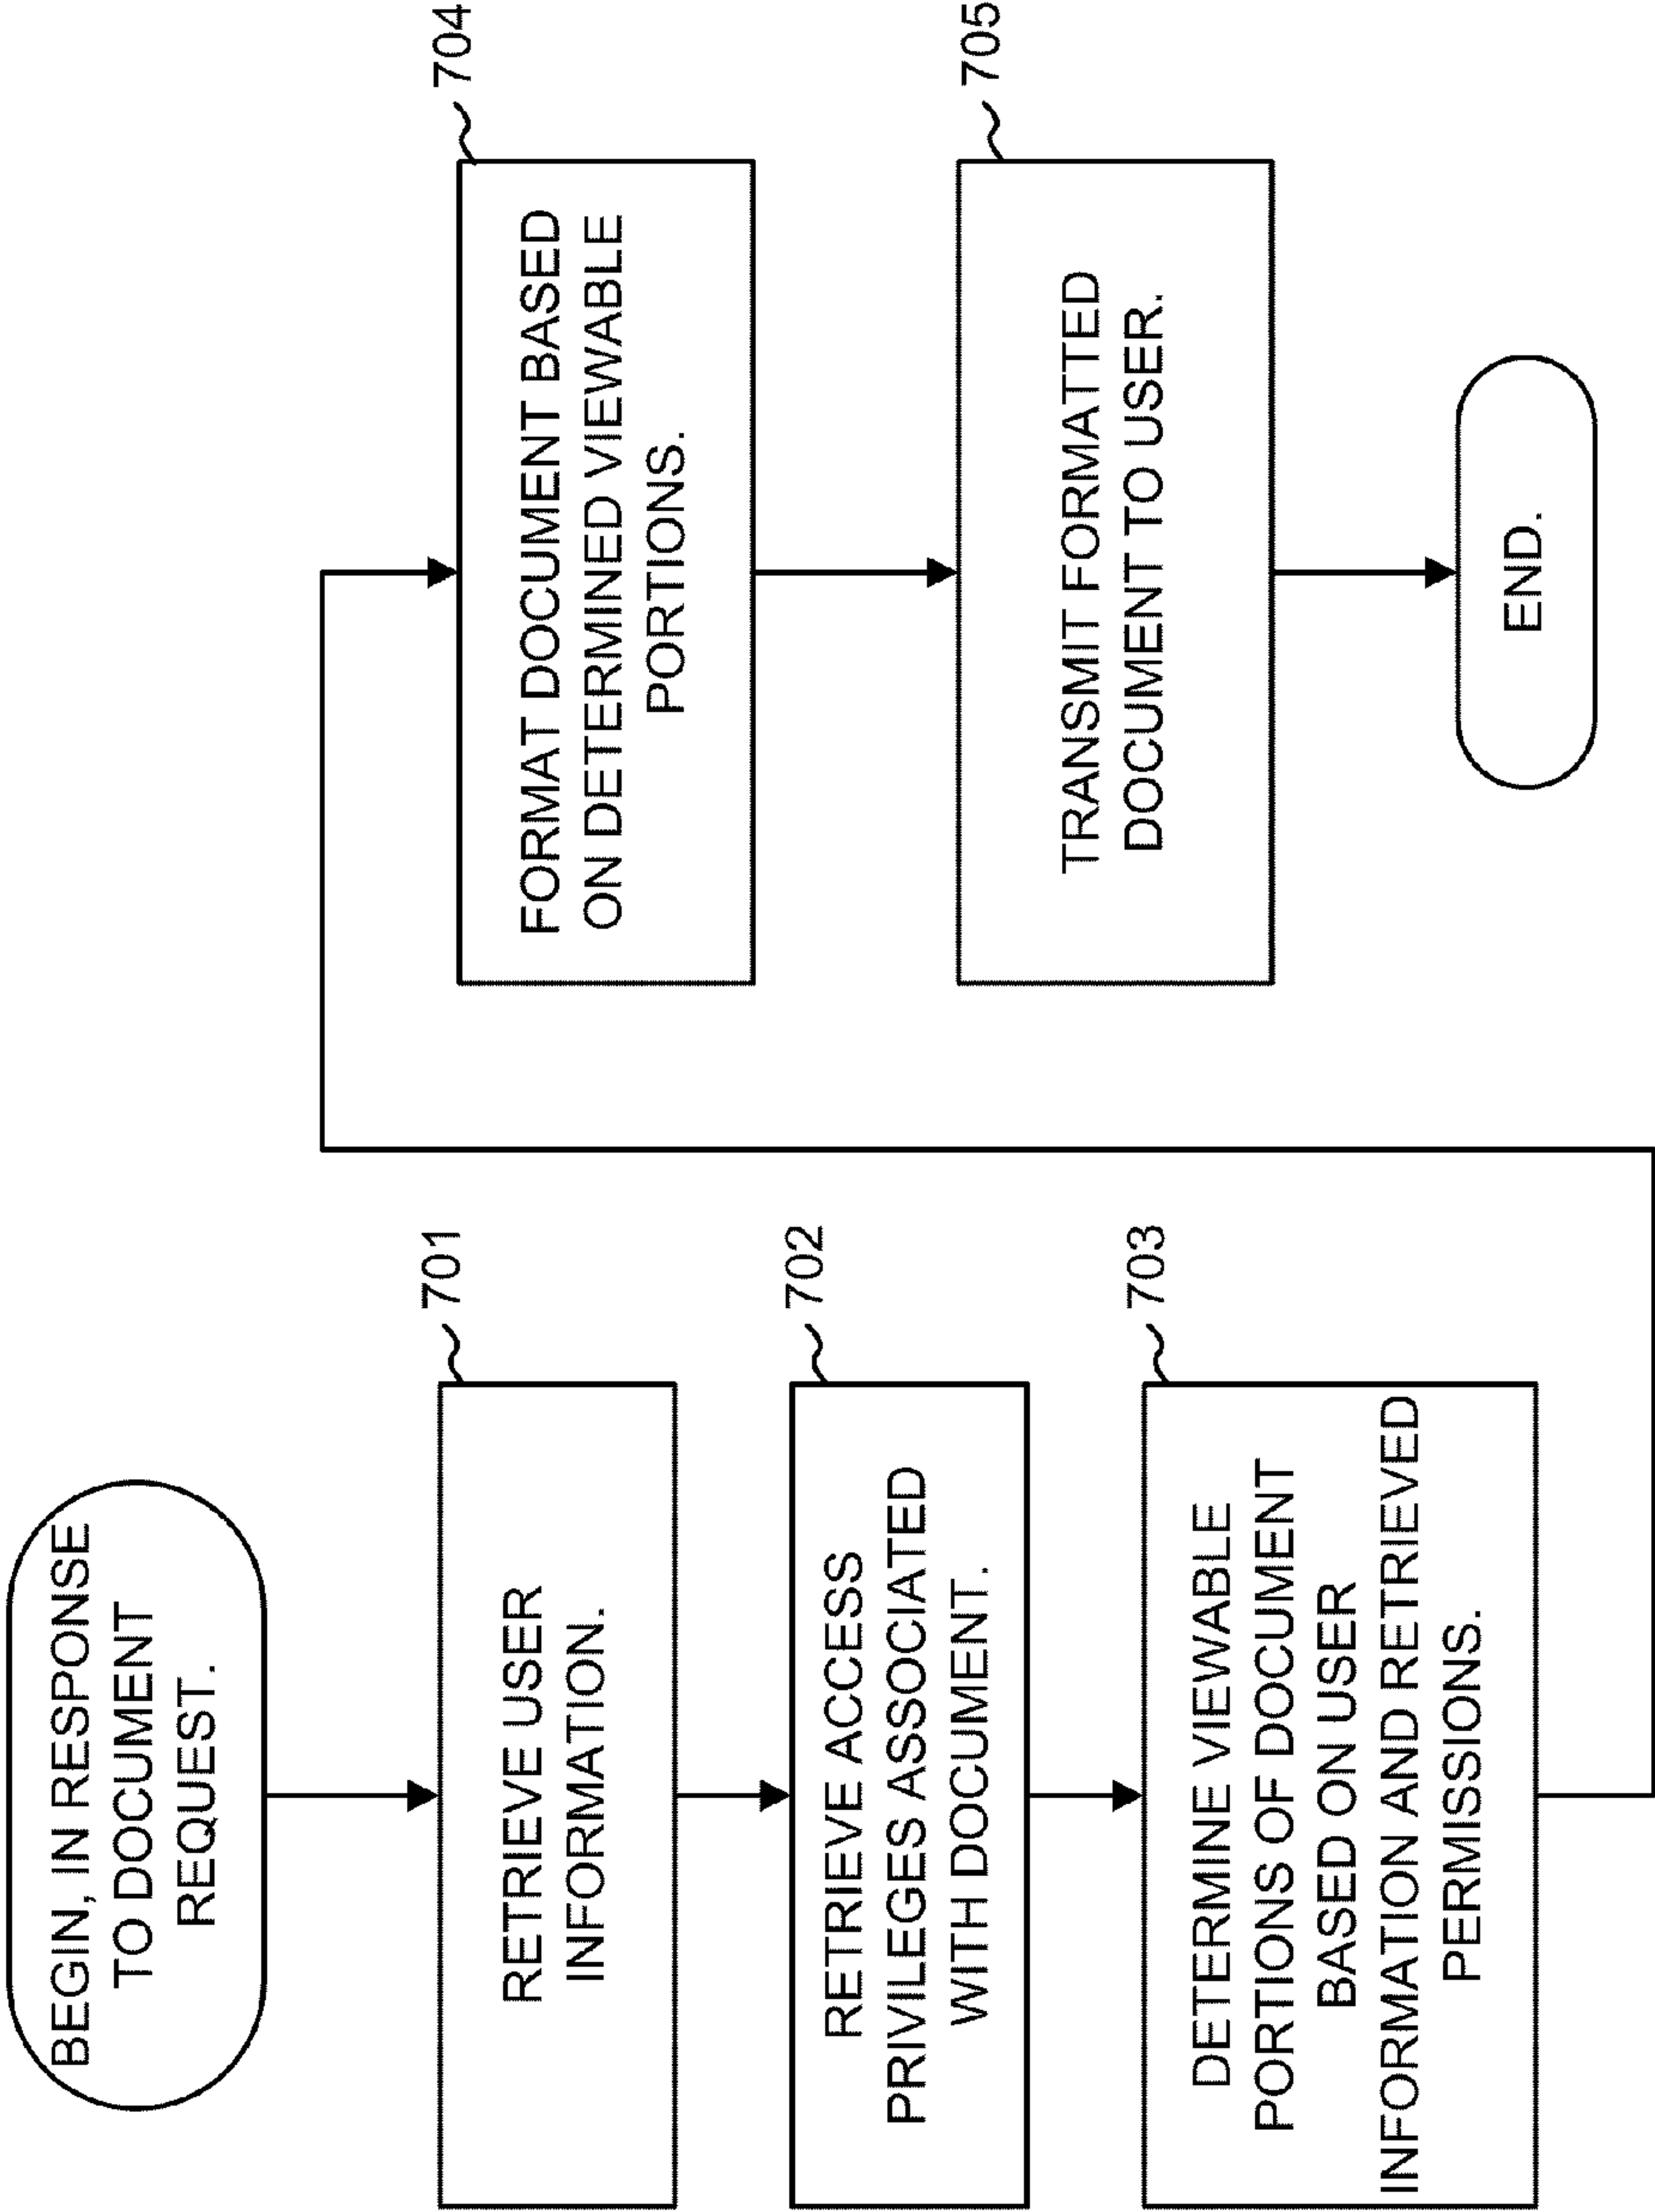 BEGIN, IN RESPONSE
TO DOCUMENT
REQUEST.
701
RETRIEVE USER
INFORMATION.
702
RETRIEVE ACCESS
PRIVILEGES ASSOCIATED
WITH DOCUMENT.
703
DETERMINE VIEWABLE
PORTIONS OF DOCUMENT
BASED ON USER
INFORMATION AND RETRIEVED
PERMISSIONS.
704
FORMAT DOCUMENT BASED
ON DETERMINED VIEWABLE
PORTIONS.
705
TRANSMIT FORMATTED
DOCUMENT TO USER.
END.